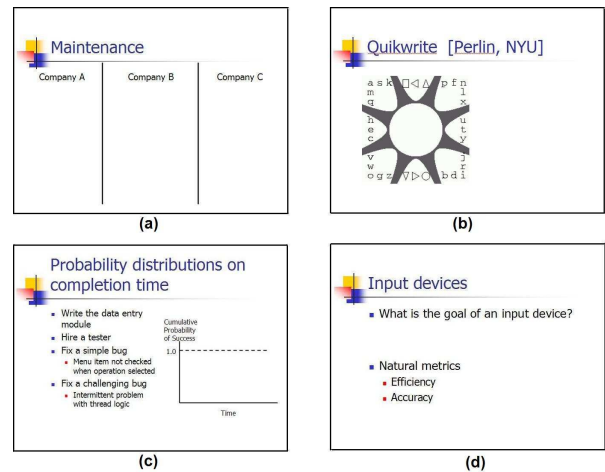 Maintenance
Company A Company B Company C
(a)
Quikwrite [Perlin, NYU]
a s k p f n
m l
q x
h u
e t
c y
v j
w r
o g z b d i
(b)
Probability distributions on
completion time
Write the data entry
module
Hire a tester
Fix a simple bug
Menu item not checked
when operation selected
Fix a challenging bug
Intermittent problem
with thread logic
Cumulative
Probability
of Success
1.0
Time
(c)
Input devices
What is the goal of an input device?
Natural metrics
Efficiency
Accuracy
(d)